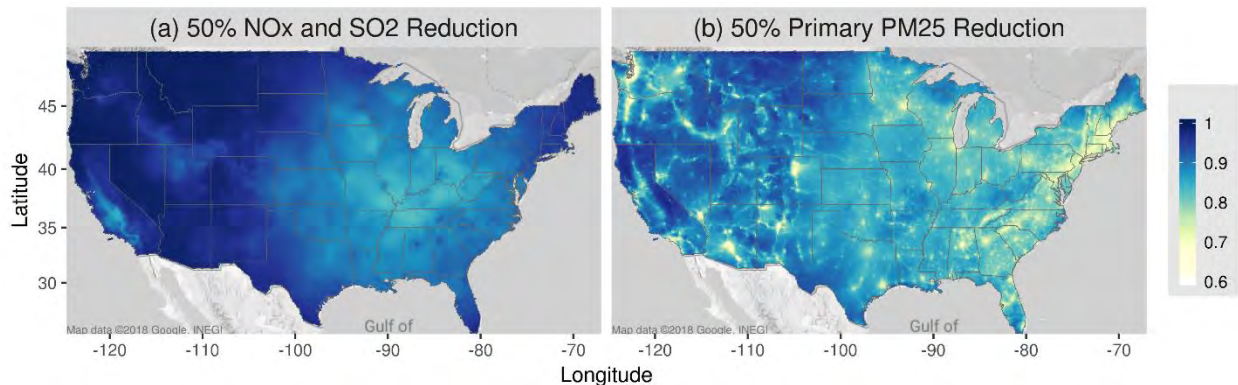 (a) 50% NOx and SO2 Reduction
(b) 50% Primary PM25 Reduction
Latitude
45
40
35
30
Map data ©2018 Google, INEGI
Gulf of
Map data ©2018 Google, INEGI
Gulf of
-120
-110
-100
-90
-80
-70
-120
-110
-100
-90
-80
-70
Longitude
1
0.9
0.8
0.7
0.6